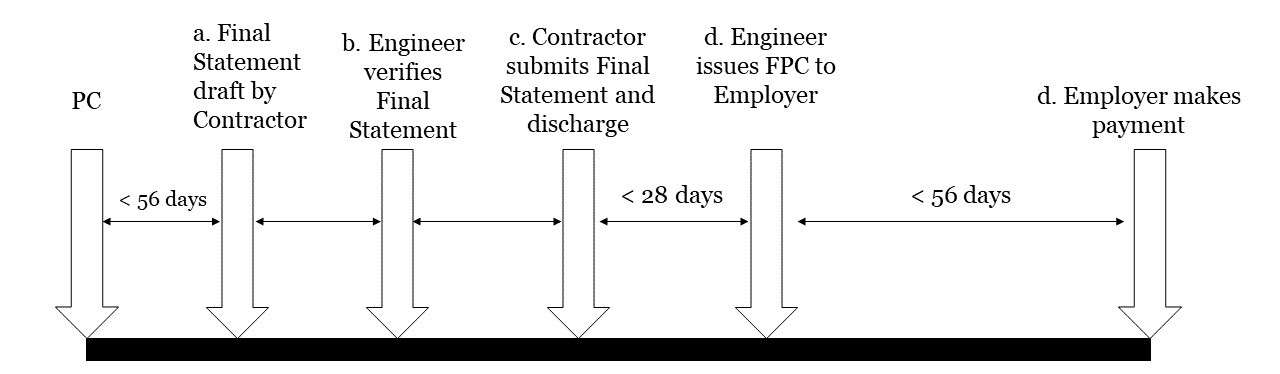 PC
a. Final
Statement
draft by
Contractor
b. Engineer
verifies
Final
Statement
c. Contractor
submits Final
Statement and
discharge
d. Engineer
issues FPC to
Employer
d. Employer makes
payment
< 56 days
< 28 days
< 56 days